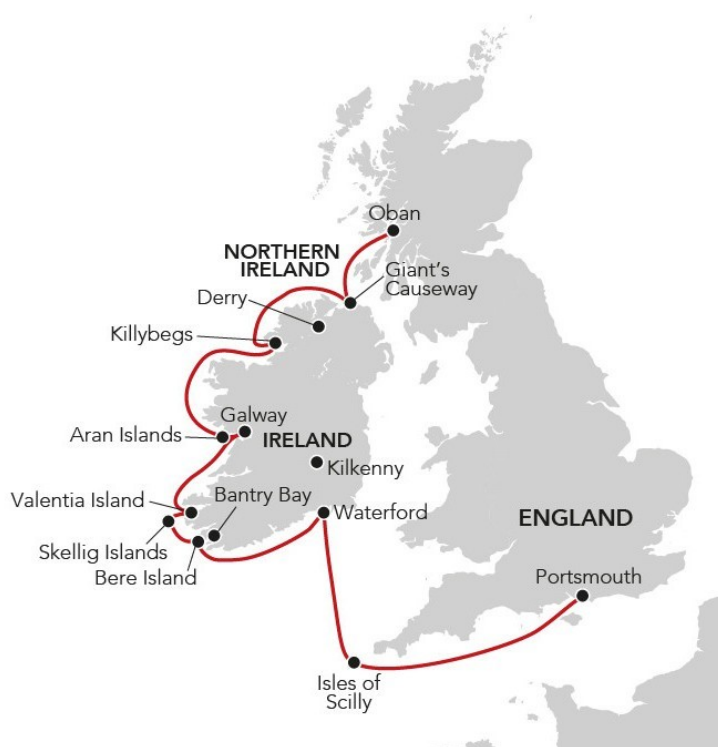 Oban
NORTHERN
IRELAND
Giant's
Causeway
Derry
Killybegs
Galway
Aran Islands
IRELAND
Kilkenny
Valentia Island
Bantry Bay
Waterford
ENGLAND
Skellig Islands
Bere Island
Portsmouth
Isles of
Scilly